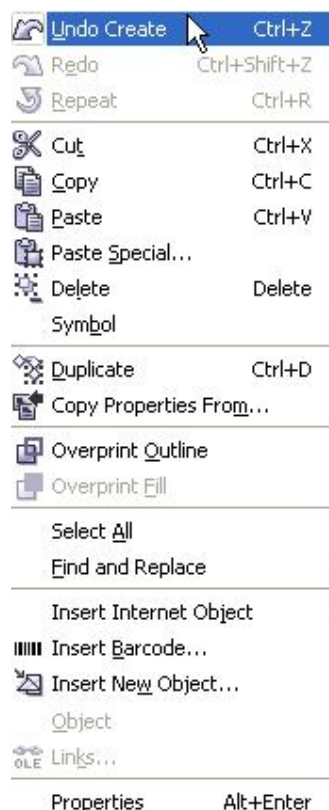 Undo Create Ctrl+Z
Redo Ctrl+Shift+Z
Repeat Ctrl+R
Cut Ctrl+X
Copy Ctrl+C
Paste Ctrl+V
Paste Special...
Delete Delete
Symbol
Duplicate Ctrl+D
Copy Properties From...
Overprint Outline
Overprint Fill
Select All
Find and Replace
Insert Internet Object
Insert Barcode...
Insert New Object...
Object
OLE Links...
Properties Alt+Enter